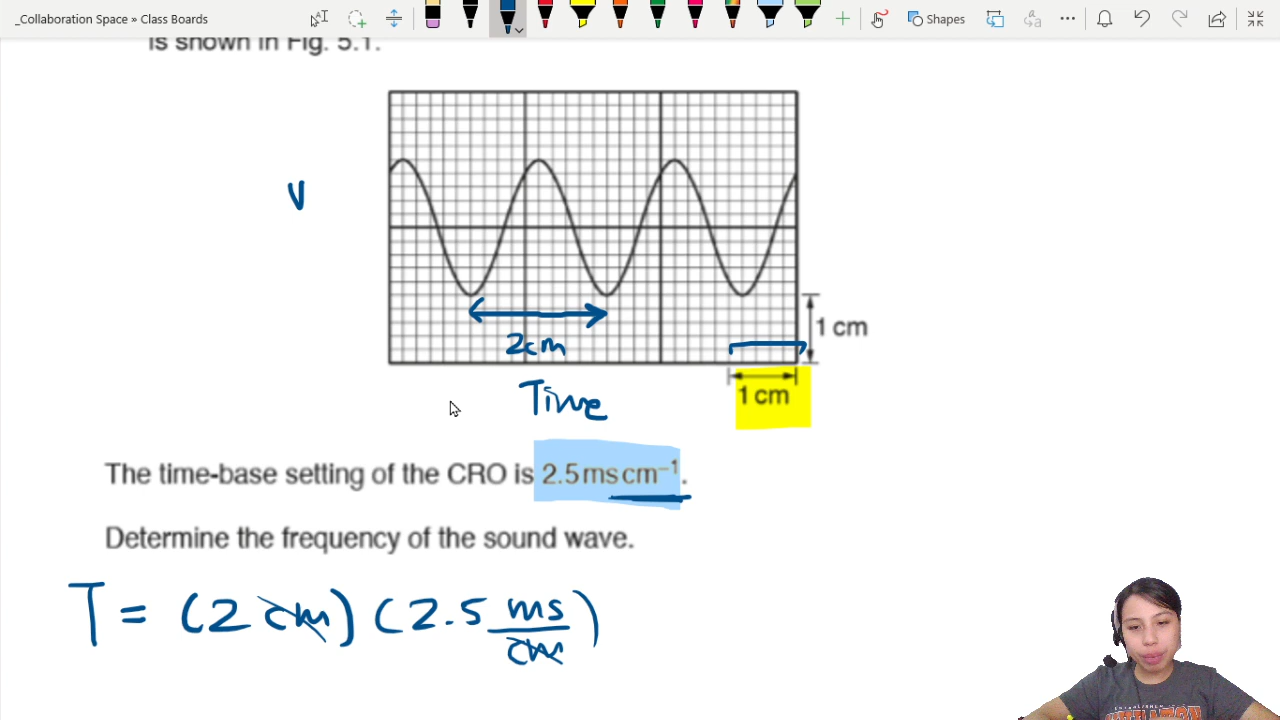 _Collaboration Space » Class Boards
Shapes
is shown in Fig. 5.1.
V
2cm
1 cm
1 cm
Time
The time-base setting of the CRO is 2.5 ms cm⁻¹.
Determine the frequency of the sound wave.
T = (2 cm) (2.5 ms/cm)